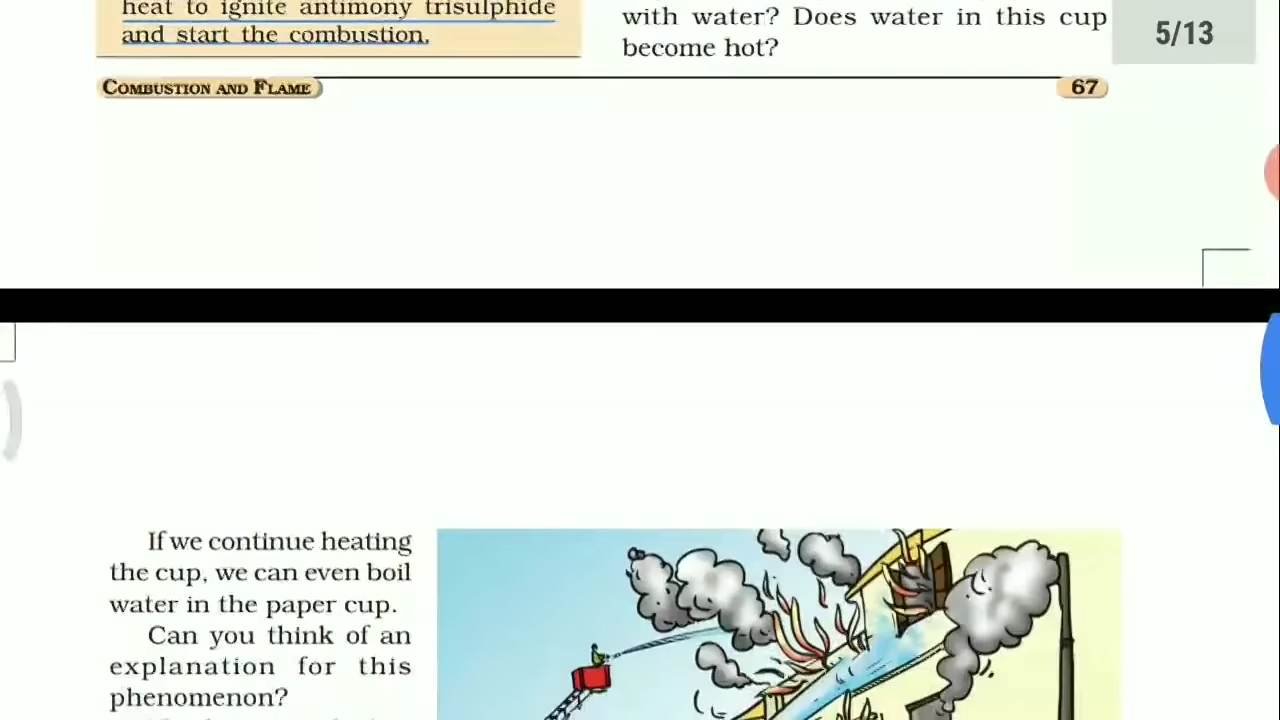 heat to ignite antimony trisulphide
and start the combustion.
with water? Does water in this cup
become hot?
5/13
COMBUSTION AND FLAME
67
If we continue heating
the cup, we can even boil
water in the paper cup.
Can you think of an
explanation for this
phenomenon?